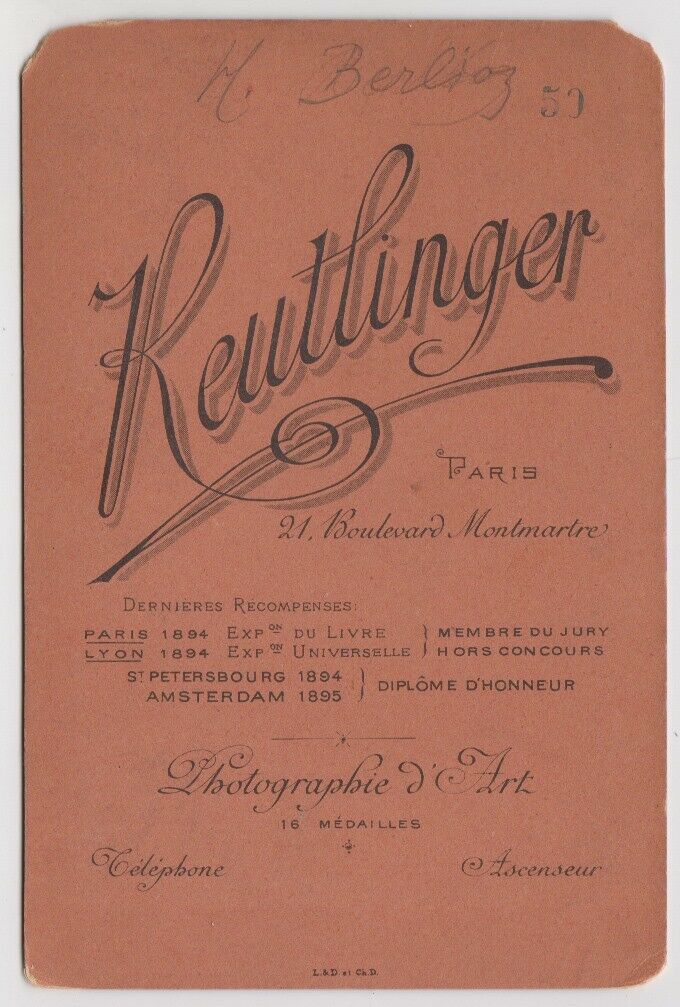 H. Berlioz 50
Reutlinger
PARIS
21, Boulevard Montmartre
DERNIÈRES RÉCOMPENSES:
PARIS 1894 EXPON DU LIVRE } MEMBRE DU JURY
LYON 1894 EXPON UNIVERSELLE } HORS CONCOURS
ST PETERSBOURG 1894
AMSTERDAM 1895 } DIPLÔME D'HONNEUR
Photographie d'Art
16 MÉDAILLES
Téléphone Ascenseur
L.&D. et Ch.D.